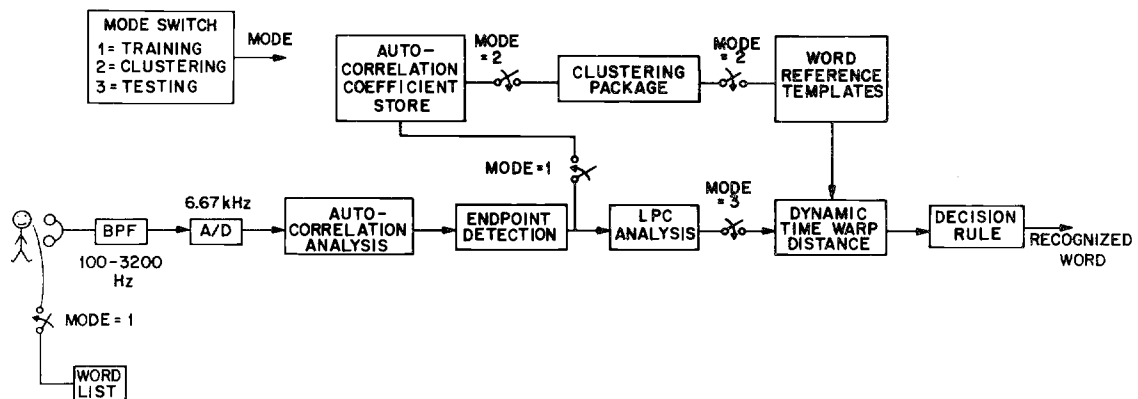 MODE SWITCH
1 = TRAINING
2 = CLUSTERING
3 = TESTING
MODE
AUTO-
CORRELATION
COEFFICIENT
STORE
MODE
= 2
CLUSTERING
PACKAGE
MODE
= 2
WORD
REFERENCE
TEMPLATES
MODE = 1
6.67 kHz
BPF
100-3200
Hz
A/D
AUTO-
CORRELATION
ANALYSIS
ENDPOINT
DETECTION
LPC
ANALYSIS
MODE
= 3
DYNAMIC
TIME WARP
DISTANCE
DECISION
RULE
RECOGNIZED
WORD
MODE = 1
WORD
LIST